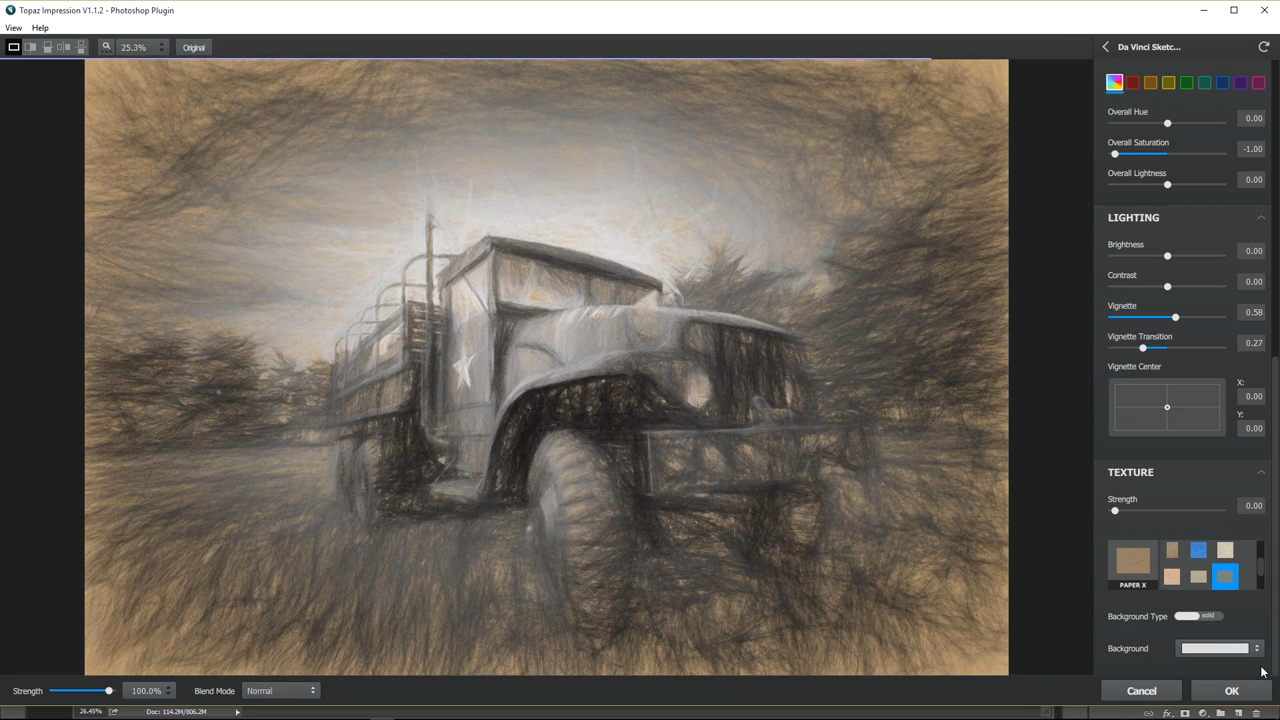 Topaz Impression V1.1.2 - Photoshop Plugin
View Help
25.3% Original
Da Vinci Sketc...
Overall Hue 0.00
Overall Saturation -1.00
Overall Lightness 0.00
LIGHTING
Brightness 0.00
Contrast 0.00
Vignette 0.58
Vignette Transition 0.27
Vignette Center
X:
0.00
Y:
0.00
TEXTURE
Strength 0.00
PAPER X
Background Type solid
Background
Strength 100.0% Blend Mode Normal
Cancel OK
26.45% Doc: 114.2M/806.2M
fx